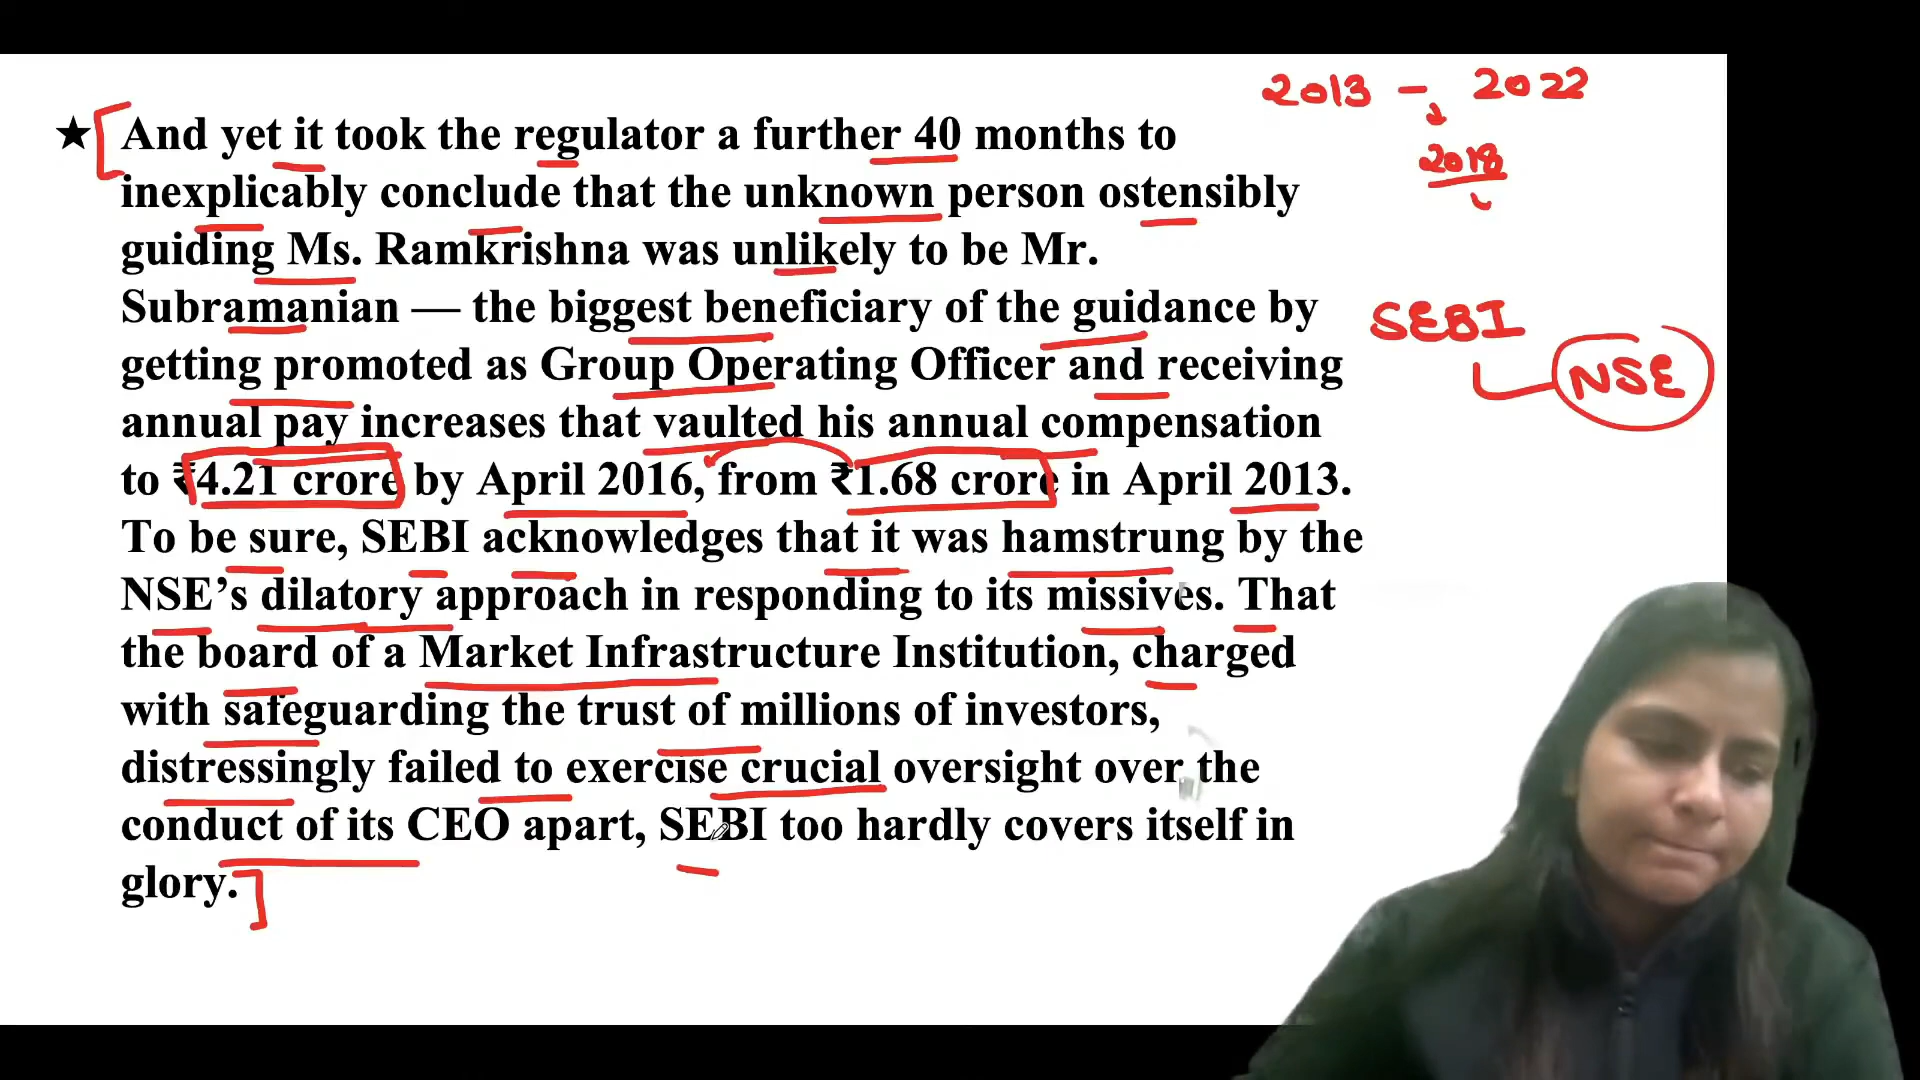 2013 - 2022
2018
★ And yet it took the regulator a further 40 months to
inexplicably conclude that the unknown person ostensibly
guiding Ms. Ramkrishna was unlikely to be Mr.
Subramanian — the biggest beneficiary of the guidance by
getting promoted as Group Operating Officer and receiving
annual pay increases that vaulted his annual compensation
to ₹4.21 crore by April 2016, from ₹1.68 crore in April 2013.
To be sure, SEBI acknowledges that it was hamstrung by the
NSE’s dilatory approach in responding to its missives. That
the board of a Market Infrastructure Institution, charged
with safeguarding the trust of millions of investors,
distressingly failed to exercise crucial oversight over the
conduct of its CEO apart, SEBI too hardly covers itself in
glory.
SEBI
NSE